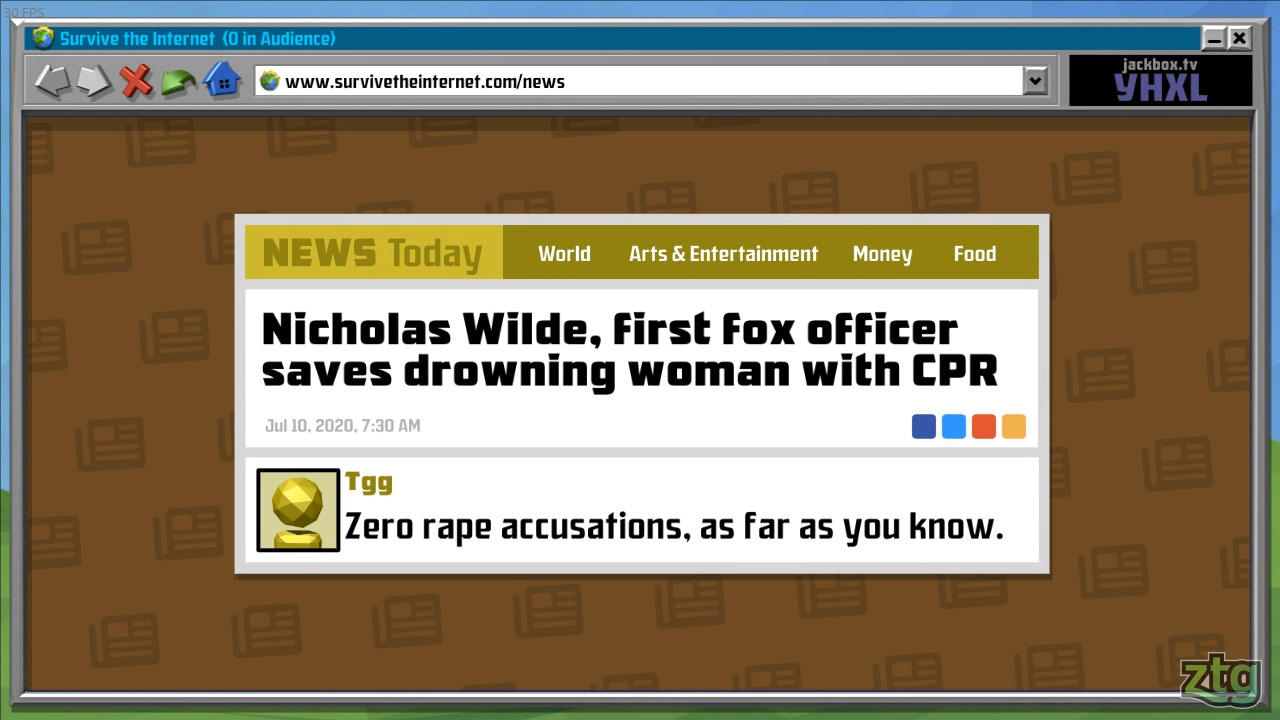 30 FPS
Survive the Internet (0 in Audience)
www.survivetheinternet.com/news
jackbox.tv
YHXL
NEWS Today World Arts & Entertainment Money Food
Nicholas Wilde, first fox officer
saves drowning woman with CPR
Jul 10, 2020, 7:30 AM
Tgg
Zero rape accusations, as far as you know.
ztg